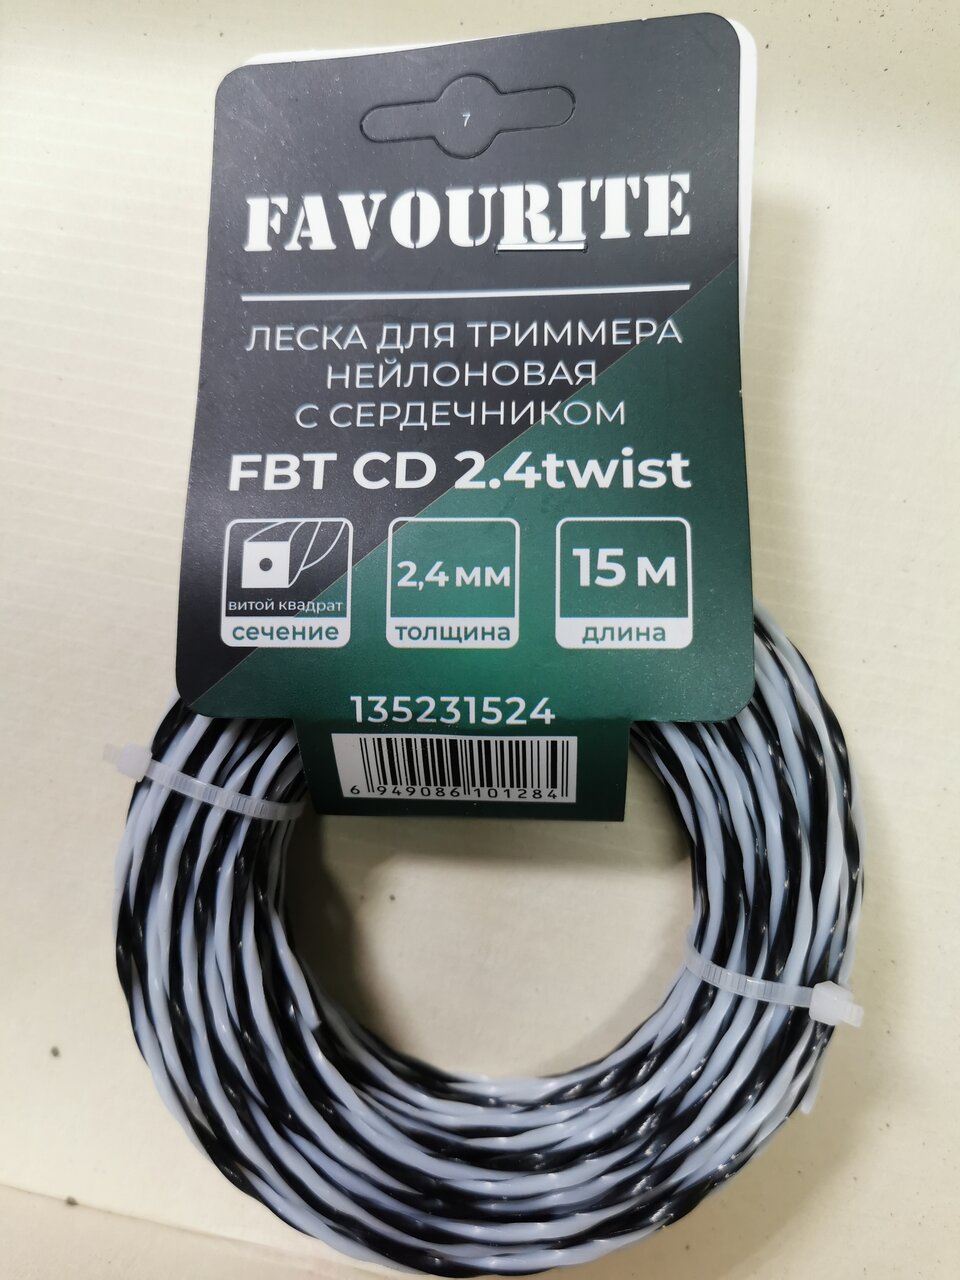 7
FAVOURITE
ЛЕСКА ДЛЯ ТРИММЕРА
НЕЙЛОНОВАЯ
С СЕРДЕЧНИКОМ
FBT CD 2.4twist
витой квадрат
сечение
2,4 мм
толщина
15 м
длина
135231524
6 949086 101284